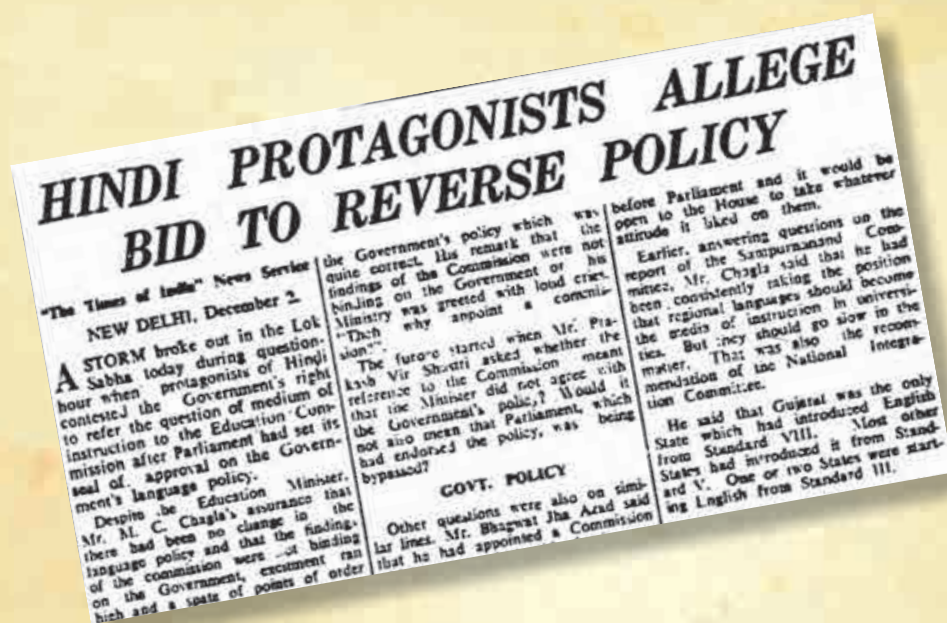 HINDI PROTAGONISTS ALLEGE
BID TO REVERSE POLICY
"The Times of India" News Service
NEW DELHI, December 2.
A STORM broke out in the Lok
Sabha today during question-
hour when protagonists of Hindi
contested the Government's right
to refer the question of medium of
instruction to the Education Com-
mission after Parliament had set its
seal of approval on the Govern-
ment's language policy.
Despite the Education Minister,
Mr. M. C. Chagla's assurance that
there had been no change in the
language policy and that the findings
of the commission were not binding
on the Government, excitment ran
high and a spate of points of order
the Government's policy which was
quite correct. His remark that the
findings of the Commission were not
binding on the Government or his
Ministry was greeted with loud cries,
"Then why appoint a commis-
sion?".
The furore started when Mr. Pra-
kash Vir Shastri asked whether the
reference to the Commission meant
that the Minister did not agree with
the Government's policy? Would it
not also mean that Parliament, which
had endorsed the policy, was being
bypassed?
GOVT. POLICY
Other questions were also on simi-
lar lines. Mr. Bhagwat Jha Azad said
that he had appointed a Commission
before Parliament and it would be
open to the House to take whatever
attitude it liked on them.
Earlier, answering questions on the
report of the Sampurnanand Com-
mittee, Mr. Chagla said that he had
been consistently taking the position
that regional languages should become
the media of instruction in universi-
ties. But they should go slow in the
matter. That was also the recom-
mendation of the National Integra-
tion Committee.
He said that Gujarat was the only
State which had introduced English
from Standard VIII. Most other
States had introduced it from Stand-
ard V. One or two States were start-
ing English from Standard III.